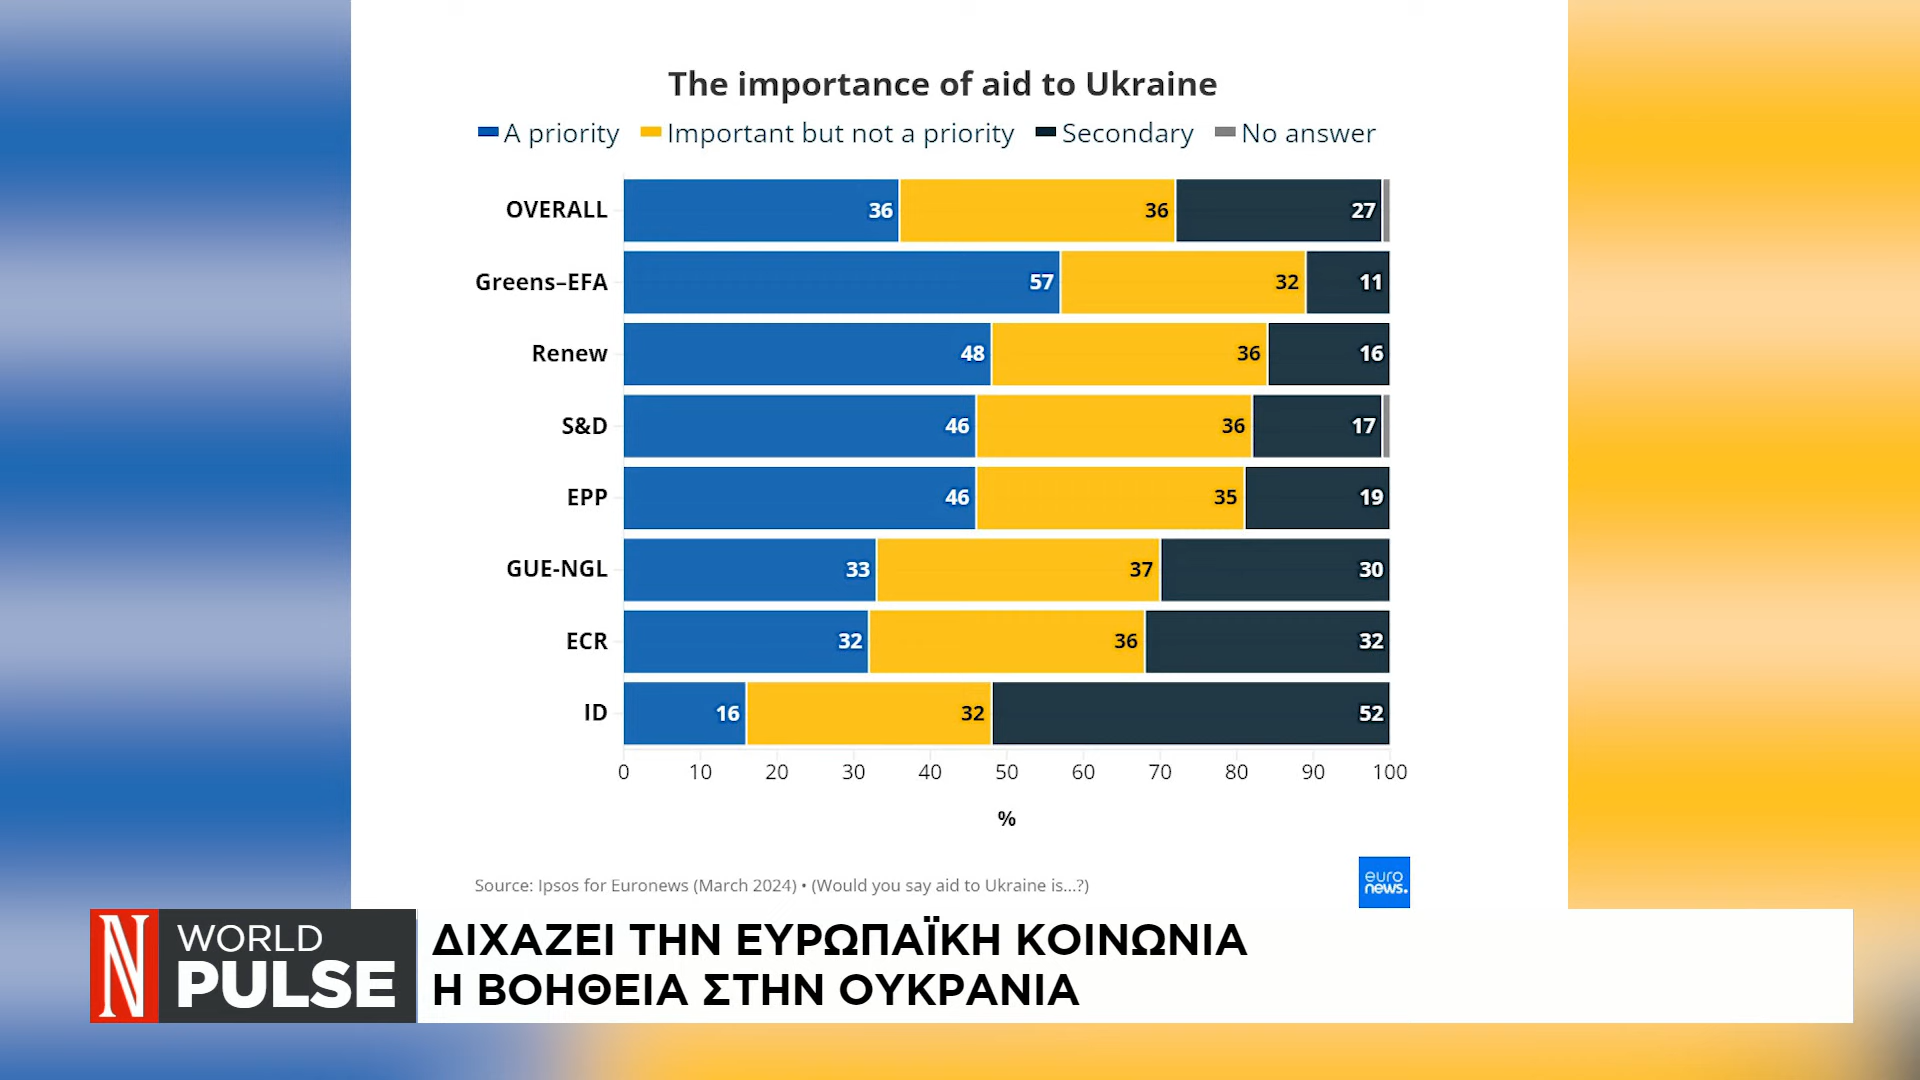 The importance of aid to Ukraine
A priority Important but not a priority Secondary No answer
OVERALL 36 36 27
Greens–EFA 57 32 11
Renew 48 36 16
S&D 46 36 17
EPP 46 35 19
GUE-NGL 33 37 30
ECR 32 36 32
ID 16 32 52
0 10 20 30 40 50 60 70 80 90 100
%
Source: Ipsos for Euronews (March 2024) • (Would you say aid to Ukraine is...?)
euro
news.
N WORLD
PULSE
ΔΙΧΑΖΕΙ ΤΗΝ ΕΥΡΩΠΑΪΚΗ ΚΟΙΝΩΝΙΑ
Η ΒΟΗΘΕΙΑ ΣΤΗΝ ΟΥΚΡΑΝΙΑ